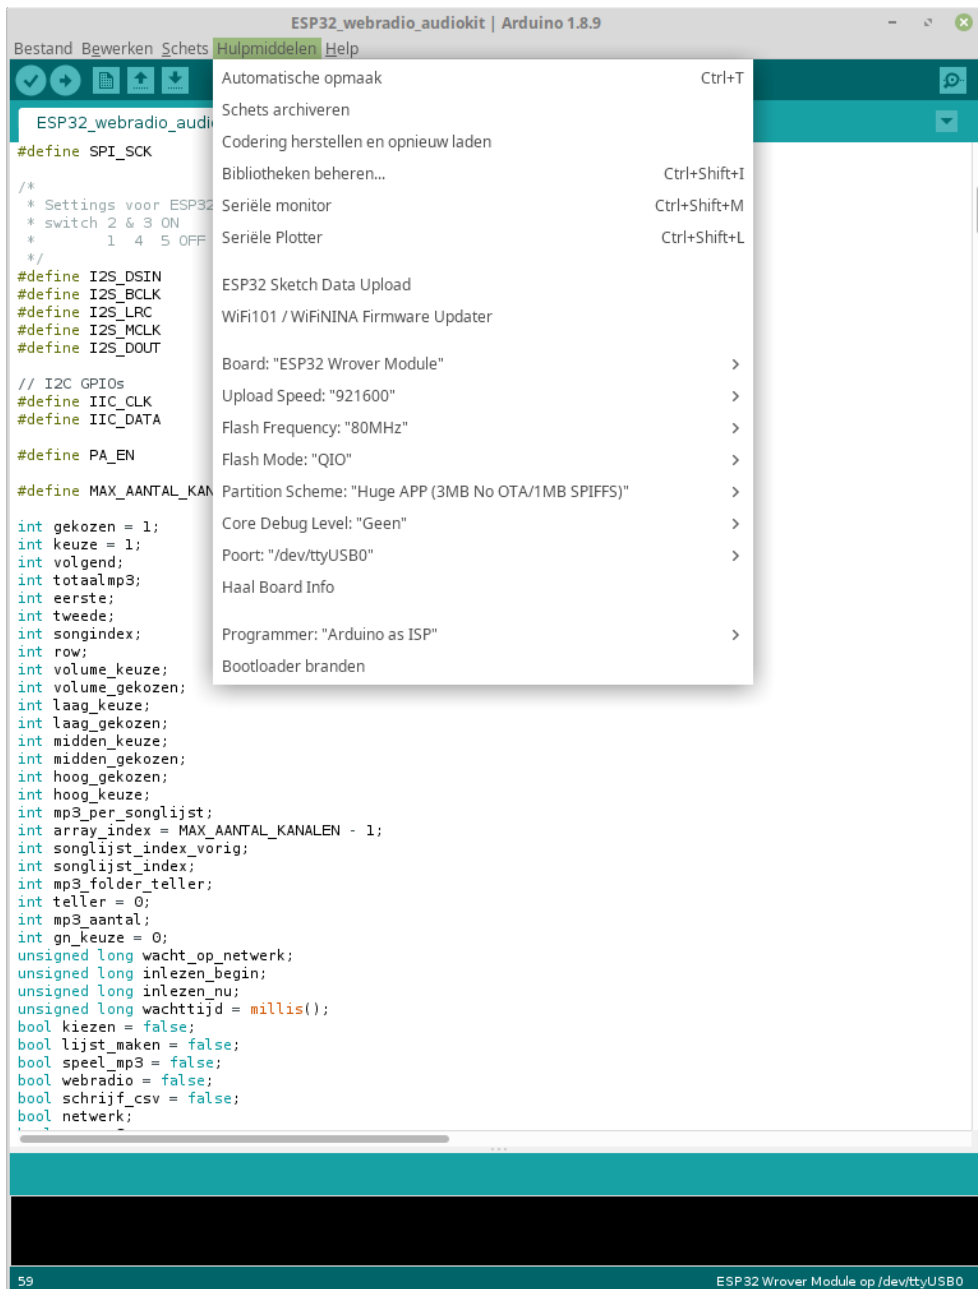 ESP32_webradio_audiokit | Arduino 1.8.9
Bestand Bewerken Schets Hulpmiddelen Help
Automatische opmaak Ctrl+T
Schets archiveren
Codering herstellen en opnieuw laden
Bibliotheken beheren... Ctrl+Shift+I
Seriële monitor Ctrl+Shift+M
Seriële Plotter Ctrl+Shift+L
ESP32 Sketch Data Upload
WiFi101 / WiFiNINA Firmware Updater
Board: "ESP32 Wrover Module"
Upload Speed: "921600"
Flash Frequency: "80MHz"
Flash Mode: "QIO"
Partition Scheme: "Huge APP (3MB No OTA/1MB SPIFFS)"
Core Debug Level: "Geen"
Poort: "/dev/ttyUSB0"
Haal Board Info
Programmer: "Arduino as ISP"
Bootloader branden
ESP32_webradio_audi
#define SPI_SCK
/*
* Settings voor ESP32
* switch 2 & 3 ON
* 1 4 5 OFF
*/
#define I2S_DSIN
#define I2S_BCLK
#define I2S_LRC
#define I2S_MCLK
#define I2S_DOUT
// I2C GPIOs
#define IIC_CLK
#define IIC_DATA
#define PA_EN
#define MAX_AANTAL_KAN
int gekozen = 1;
int keuze = 1;
int volgend;
int totaalmp3;
int eerste;
int tweede;
int songindex;
int row;
int volume_keuze;
int volume_gekozen;
int laag_keuze;
int laag_gekozen;
int midden_keuze;
int midden_gekozen;
int hoog_gekozen;
int hoog_keuze;
int mp3_per_songlijst;
int array_index = MAX_AANTAL_KANALEN - 1;
int songlijst_index_vorig;
int songlijst_index;
int mp3_folder_teller;
int teller = 0;
int mp3_aantal;
int gn_keuze = 0;
unsigned long wacht_op_netwerk;
unsigned long inlezen_begin;
unsigned long inlezen_nu;
unsigned long wachttijd = millis();
bool kiezen = false;
bool lijst_maken = false;
bool speel_mp3 = false;
bool webradio = false;
bool schrijf_csv = false;
bool netwerk;
59
ESP32 Wrover Module op /dev/ttyUSB0